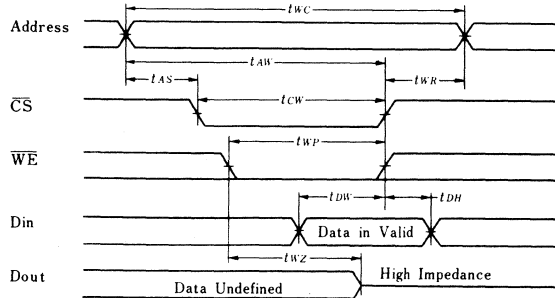 tWC
Address
tAW
tAS
tWR
CS
tCW
WE
tWP
tDW
tDH
Din
Data in Valid
tWZ
Dout
Data Undefined
High Impedance